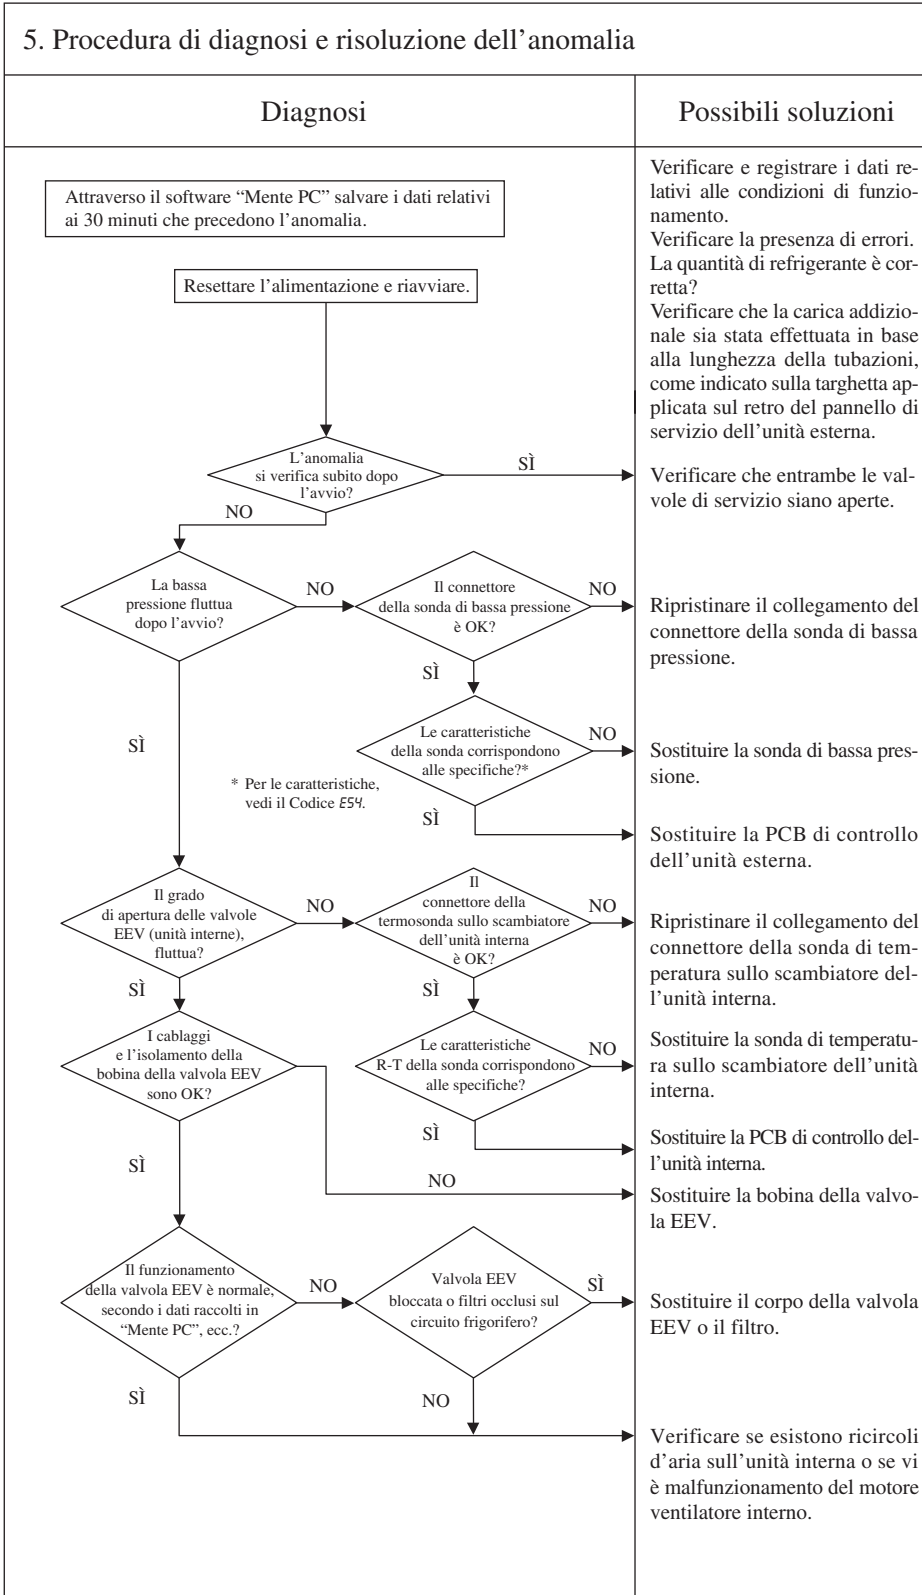 5. Procedura di diagnosi e risoluzione dell’anomalia
Diagnosi
Possibili soluzioni
Attraverso il software “Mente PC” salvare i dati relativi
ai 30 minuti che precedono l’anomalia.
Resettare l’alimentazione e riavviare.
Verificare e registrare i dati re-
lativi alle condizioni di funzio-
namento.
Verificare la presenza di errori.
La quantità di refrigerante è cor-
retta?
Verificare che la carica addizio-
nale sia stata effettuata in base
alla lunghezza della tubazioni,
come indicato sulla targhetta ap-
plicata sul retro del pannello di
servizio dell’unità esterna.
L’anomalia
si verifica subito dopo
l’avvio?
SÌ
Verificare che entrambe le val-
vole di servizio siano aperte.
NO
La bassa
pressione fluttua
dopo l’avvio?
NO
Il connettore
della sonda di bassa pressione
è OK?
NO
Ripristinare il collegamento del
connettore della sonda di bassa
pressione.
SÌ
SÌ
Le caratteristiche
della sonda corrispondono
alle specifiche?*
NO
Sostituire la sonda di bassa pres-
sione.
* Per le caratteristiche,
vedi il Codice E54.
SÌ
Sostituire la PCB di controllo
dell’unità esterna.
Il grado
di apertura delle valvole
EEV (unità interne),
fluttua?
NO
Il
connettore della
termosonda sullo scambiatore
dell’unità interna
è OK?
NO
Ripristinare il collegamento del
connettore della sonda di tem-
peratura sullo scambiatore del-
l’unità interna.
SÌ
SÌ
I cablaggi
e l’isolamento della
bobina della valvola EEV
sono OK?
Le caratteristiche
R-T della sonda corrispondono
alle specifiche?
NO
Sostituire la sonda di temperatu-
ra sullo scambiatore dell’unità
interna.
SÌ
Sostituire la PCB di controllo del-
l’unità interna.
SÌ
NO
Sostituire la bobina della valvo-
la EEV.
Il funzionamento
della valvola EEV è normale,
secondo i dati raccolti in
“Mente PC”, ecc.?
NO
Valvola EEV
bloccata o filtri occlusi sul
circuito frigorifero?
SÌ
Sostituire il corpo della valvola
EEV o il filtro.
SÌ
NO
Verificare se esistono ricircoli
d’aria sull’unità interna o se vi
è malfunzionamento del motore
ventilatore interno.